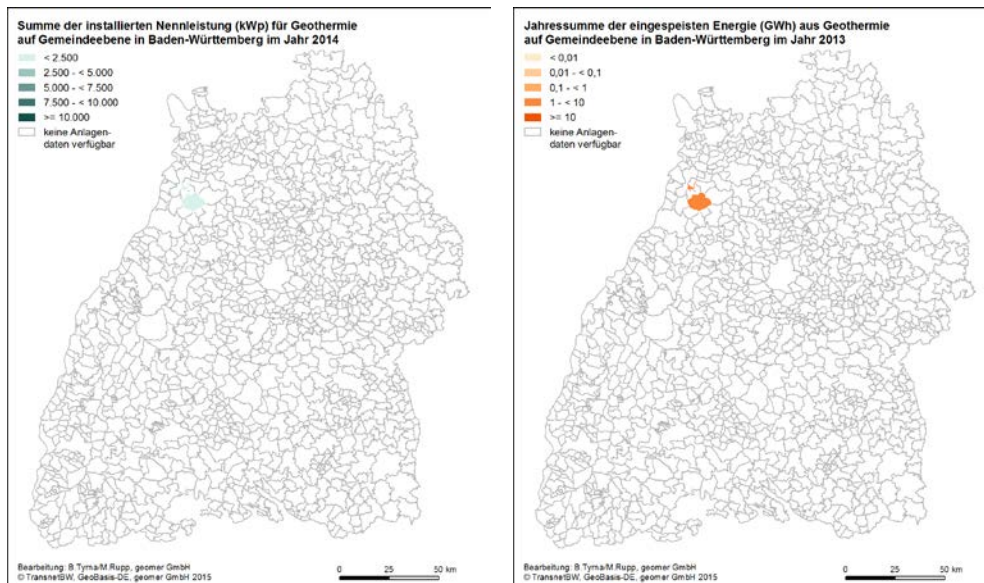 Summe der installierten Nennleistung (kWp) für Geothermie
auf Gemeindeebene in Baden-Württemberg im Jahr 2014
< 2.500
2.500 - < 5.000
5.000 - < 7.500
7.500 - < 10.000
>= 10.000
keine Anlagen-
daten verfügbar
Bearbeitung: B.Tyrna/M.Rupp, geomer GmbH
© TransnetBW, GeoBasis-DE, geomer GmbH 2015
0 25 50 km
Jahressumme der eingespeisten Energie (GWh) aus Geothermie
auf Gemeindeebene in Baden-Württemberg im Jahr 2013
< 0,01
0,01 - < 0,1
0,1 - < 1
1 - < 10
>= 10
keine Anlagen-
daten verfügbar
Bearbeitung: B.Tyrna/M.Rupp, geomer GmbH
© TransnetBW, GeoBasis-DE, geomer GmbH 2015
0 25 50 km